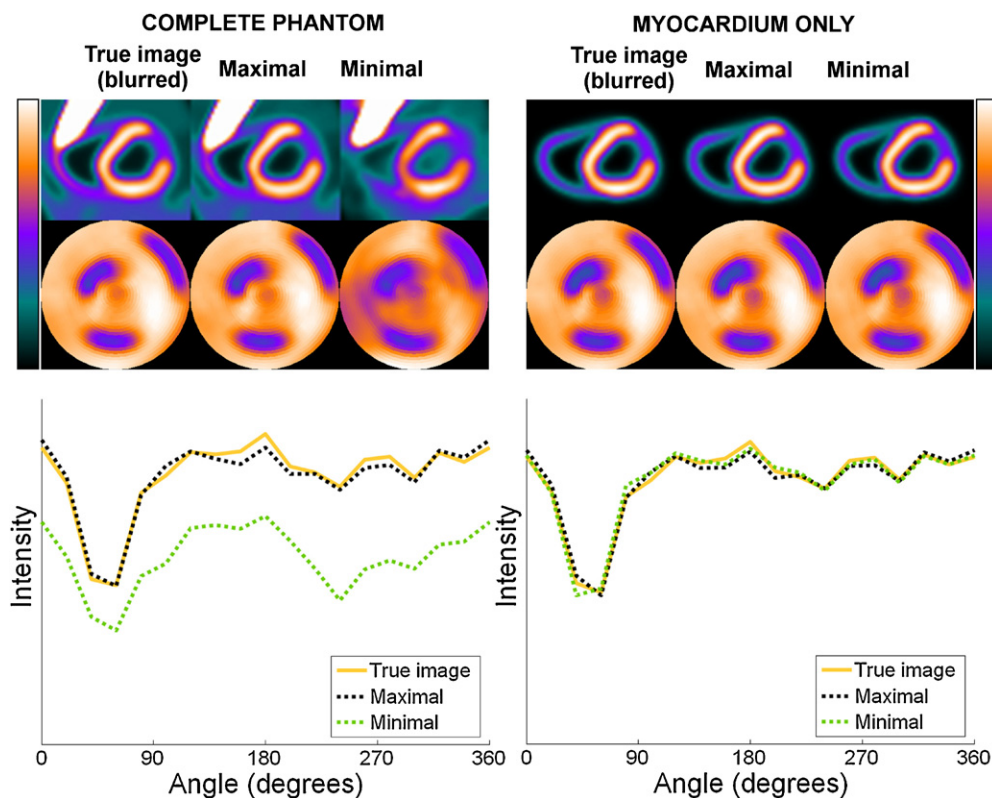 COMPLETE PHANTOM
True image
(blurred)
Maximal
Minimal
MYOCARDIUM ONLY
True image
(blurred)
Maximal
Minimal
Intensity
True image
Maximal
Minimal
0
90
180
270
360
Angle (degrees)
Intensity
True image
Maximal
Minimal
0
90
180
270
360
Angle (degrees)